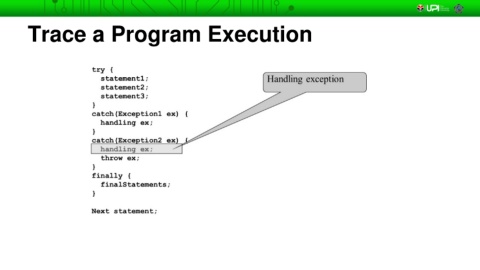 UPI
Trace a Program Execution
try {
statement1;
statement2;
statement3;
}
catch(Exception1 ex) {
handling ex;
}
catch(Exception2 ex) {
handling ex;
throw ex;
}
finally {
finalStatements;
}
Next statement;
Handling exception